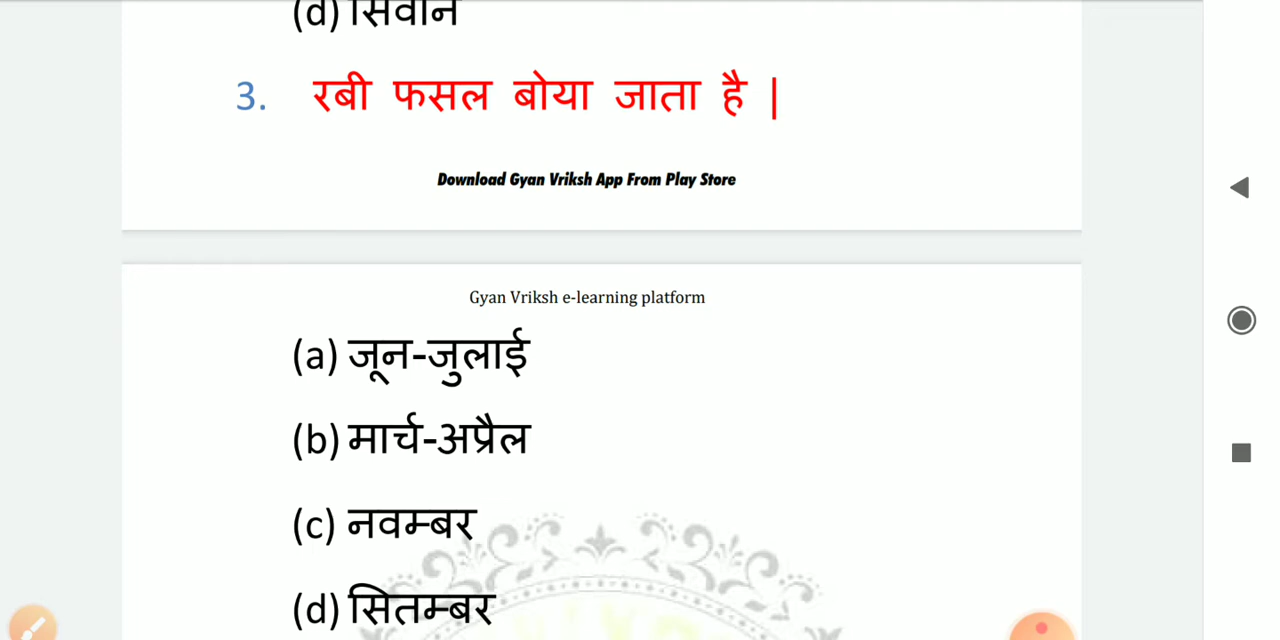 (d) सिवान
3. रबी फसल बोया जाता है |
Download Gyan Vriksh App From Play Store
Gyan Vriksh e-learning platform
(a) जून-जुलाई
(b) मार्च-अप्रैल
(c) नवम्बर
(d) सितम्बर